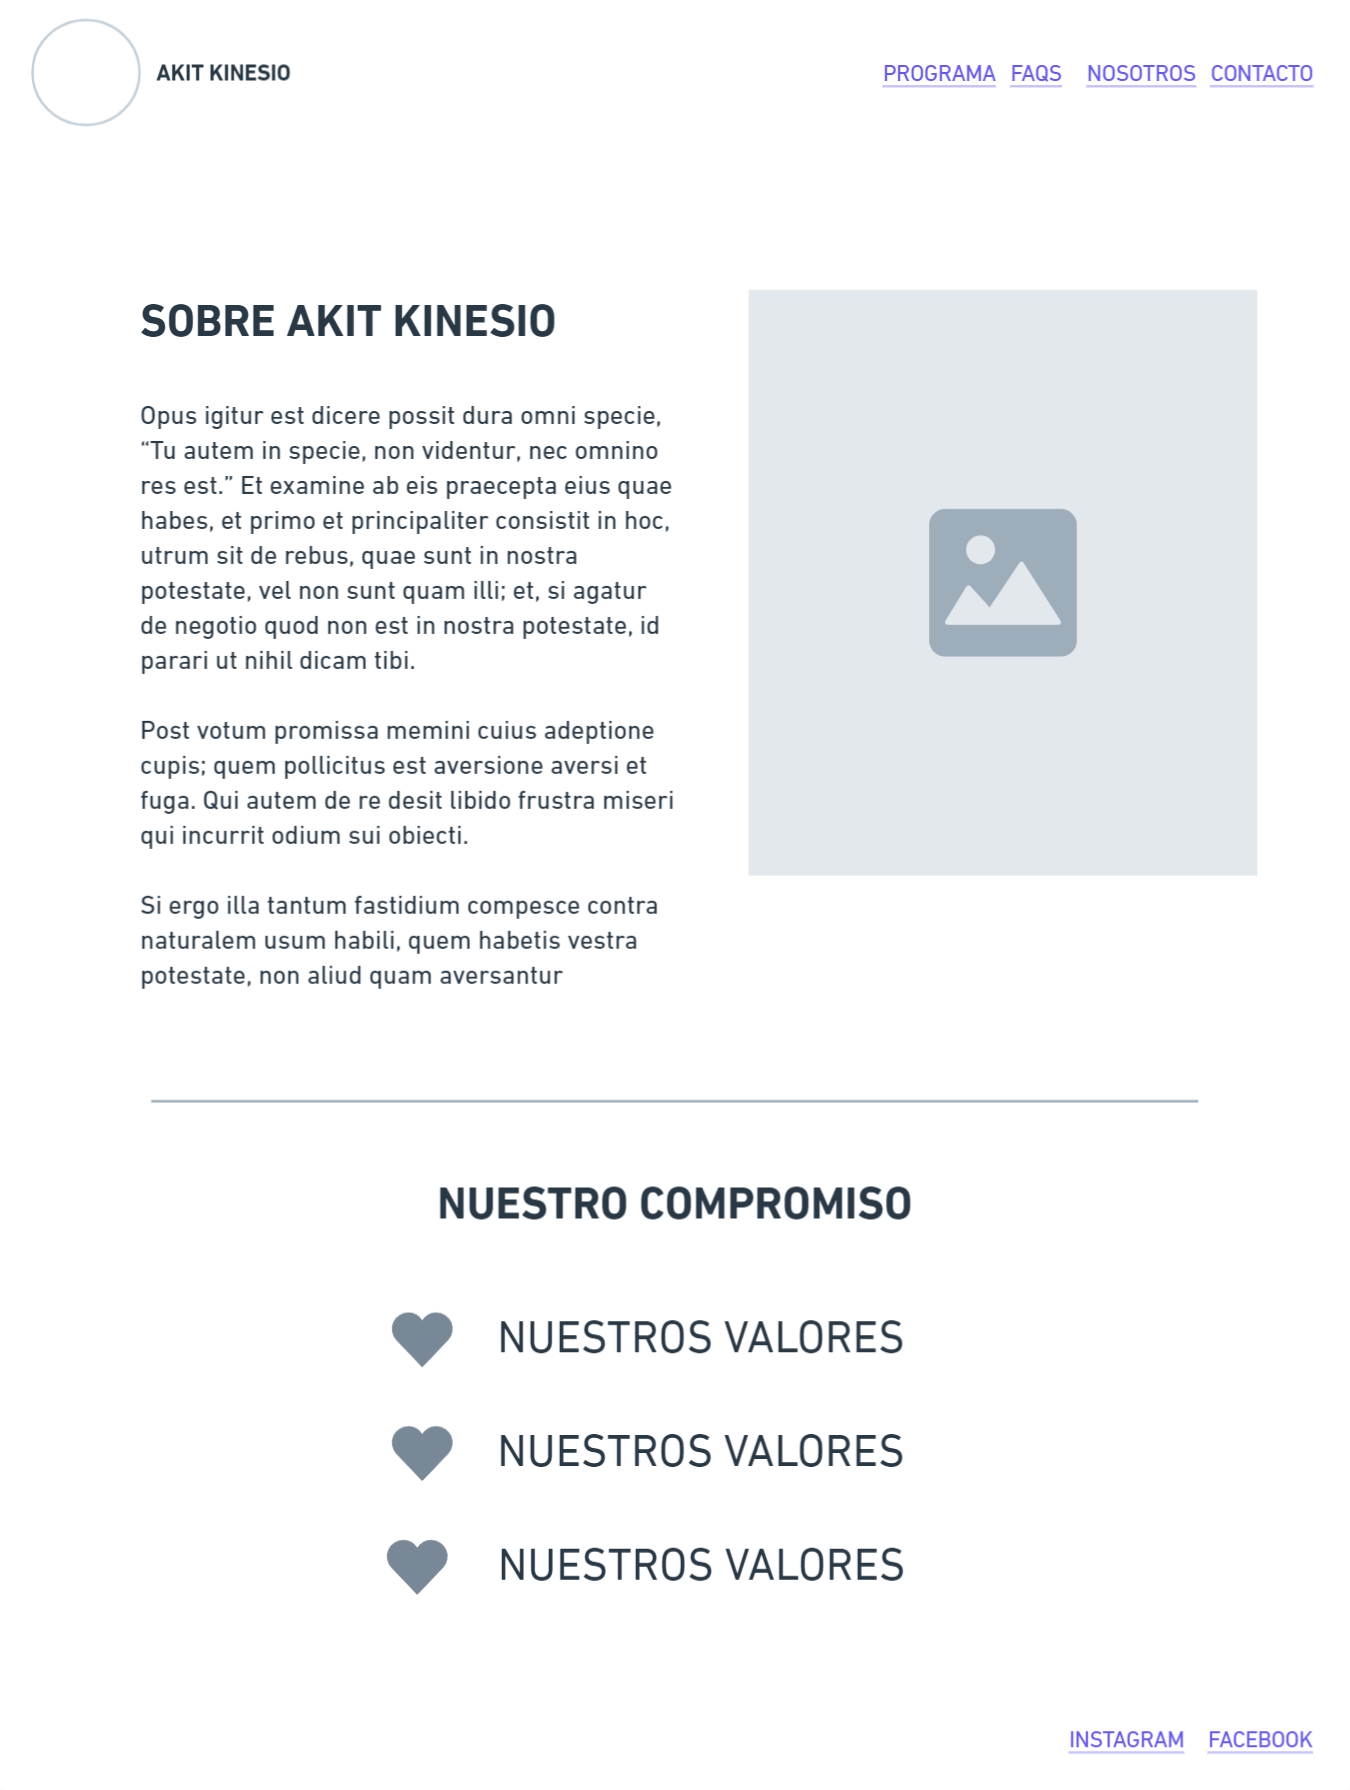 AKIT KINESIO
PROGRAMA FAQS NOSOTROS CONTACTO
SOBRE AKIT KINESIO
Opus igitur est dicere possit dura omni specie,
“Tu autem in specie, non videntur, nec omnino
res est.” Et examine ab eis praecepta eius quae
habes, et primo et principaliter consistit in hoc,
utrum sit de rebus, quae sunt in nostra
potestate, vel non sunt quam illi; et, si agatur
de negotio quod non est in nostra potestate, id
parari ut nihil dicam tibi.
Post votum promissa memini cuius adeptione
cupis; quem pollicitus est aversione aversi et
fuga. Qui autem de re desit libido frustra miseri
qui incurrit odium sui obiecti.
Si ergo illa tantum fastidium compesce contra
naturalem usum habili, quem habetis vestra
potestate, non aliud quam aversantur
NUESTRO COMPROMISO
NUESTROS VALORES
NUESTROS VALORES
NUESTROS VALORES
INSTAGRAM FACEBOOK